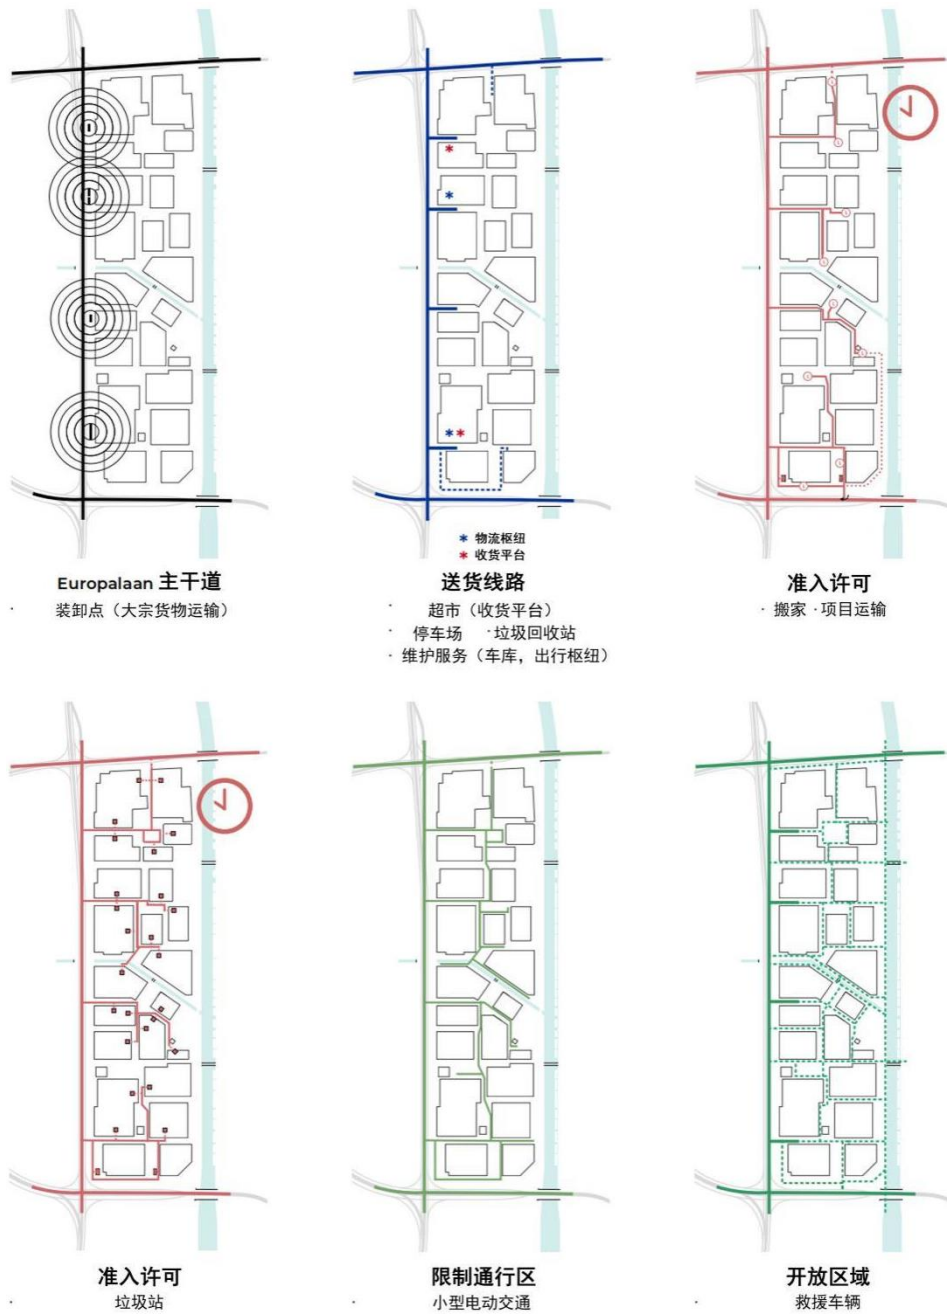 * 物流枢纽
* 收货平台
Europalaan 主干道
· 装卸点（大宗货物运输）
送货线路
· 超市（收货平台）
· 停车场 ·垃圾回收站
· 维护服务（车库，出行枢纽）
准入许可
· 搬家 ·项目运输
准入许可
· 垃圾站
限制通行区
· 小型电动交通
开放区域
· 救援车辆